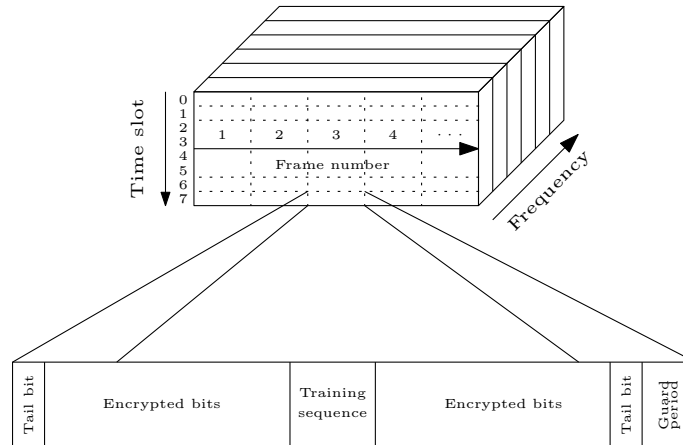 0
1
2
3
4
5
6
7
Time slot
1 2 3 4 · · ·
Frame number
Frequency
Tail bit
Encrypted bits
Training
sequence
Encrypted bits
Tail bit
Guard
period